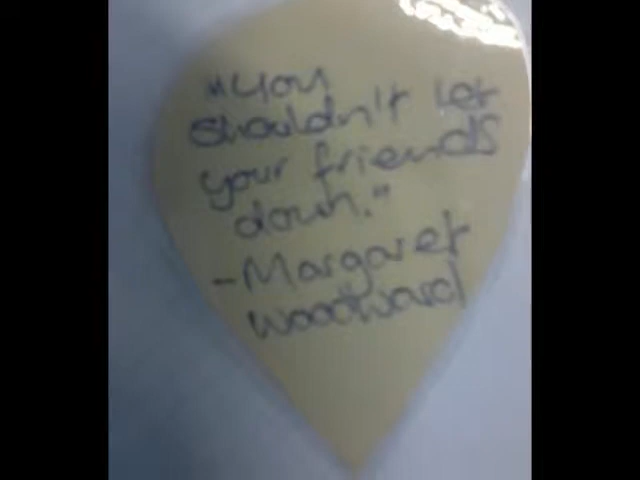 "You
shouldn't let
your friends
down."
- Margaret
Woodward